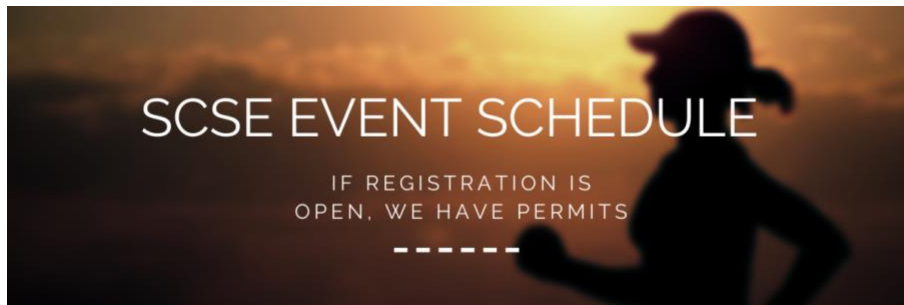 SCSE EVENT SCHEDULE
IF REGISTRATION IS
OPEN, WE HAVE PERMITS